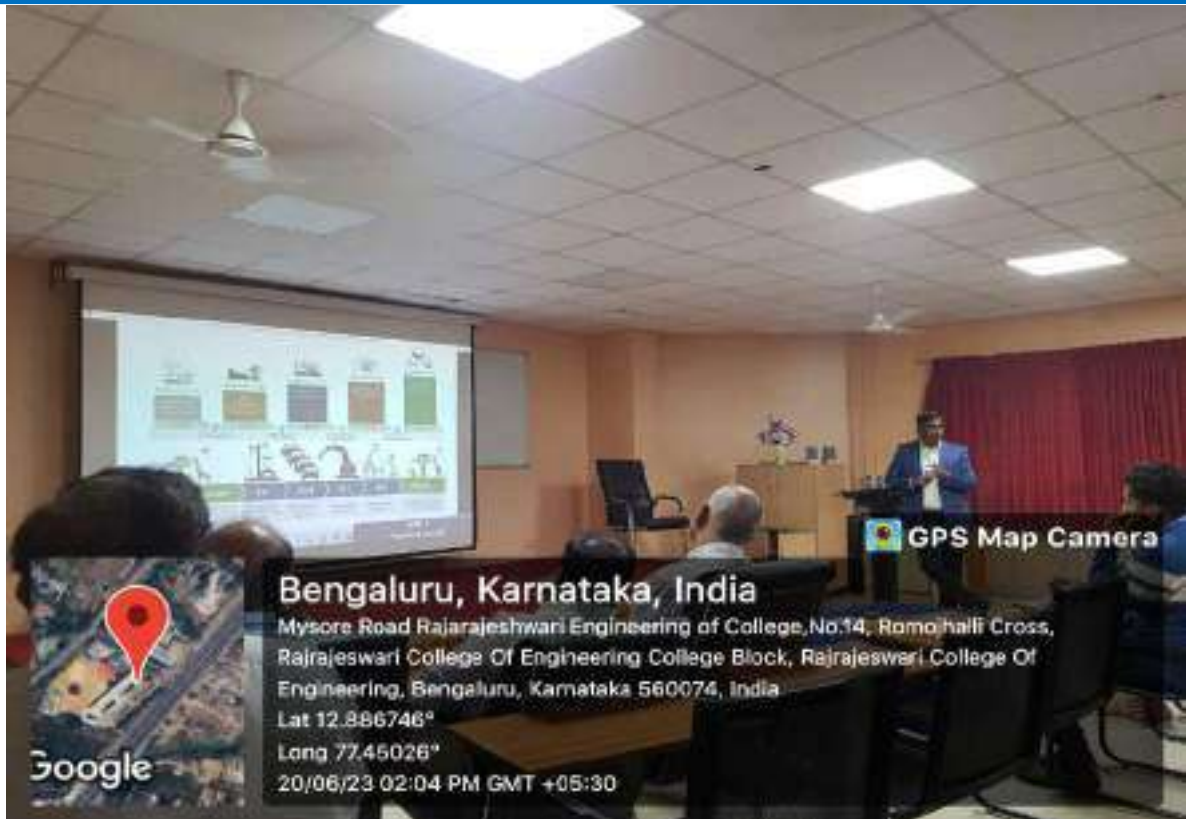 GPS Map Camera
Bengaluru, Karnataka, India
Mysore Road Rajarajeshwari Engineering of College,No.14, Ramo halli Cross,
Rajrajeswari College Of Engineering College Block, Rajrajeswari College Of
Engineering, Bengaluru, Karnataka 560074, India
Lat 12.886746°
Long 77.45026°
20/06/23 02:04 PM GMT +05:30
Google